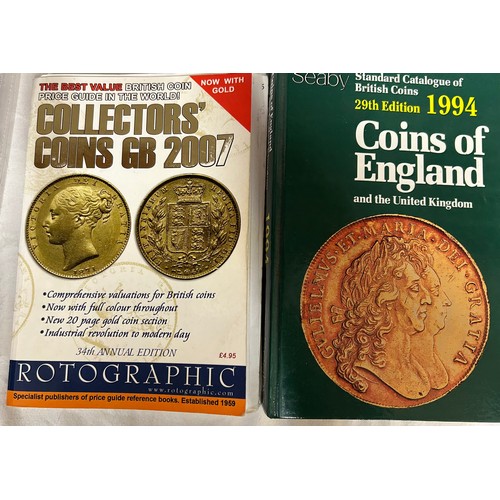 THE BEST VALUE BRITISH COIN
PRICE GUIDE IN THE WORLD!
NOW WITH
GOLD
COLLECTORS'
COINS GB 2007
•Comprehensive valuations for British coins
•Now with full colour throughout
•New 20 page gold coin section
•Industrial revolution to modern day
34th ANNUAL EDITION
£4.95
ROTOGRAPHIC
www.rotographic.com
Specialist publishers of price guide reference books. Established 1959
Seaby
Standard Catalogue of
British Coins
29th Edition 1994
Coins of
England
and the United Kingdom
GVLIELMVS·ET·MARIA·DEI·GRATIA